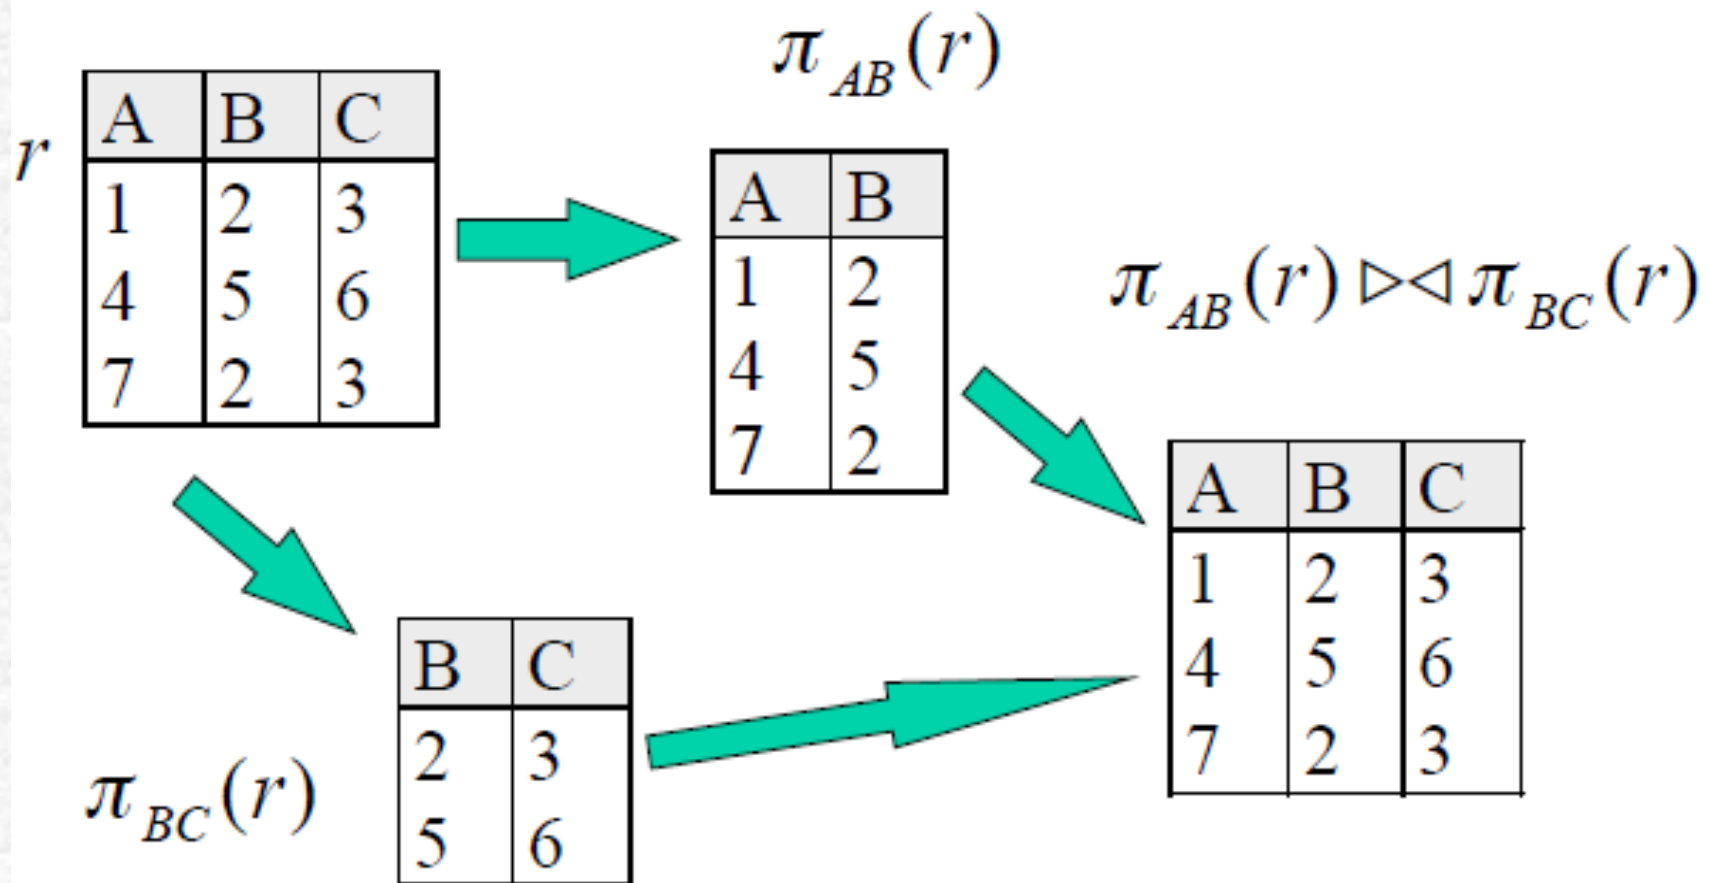 π_AB(r)
r
A B C
1 2 3
4 5 6
7 2 3
A B
1 2
4 5
7 2
π_AB(r) ▷◁ π_BC(r)
B C
2 3
5 6
π_BC(r)
A B C
1 2 3
4 5 6
7 2 3